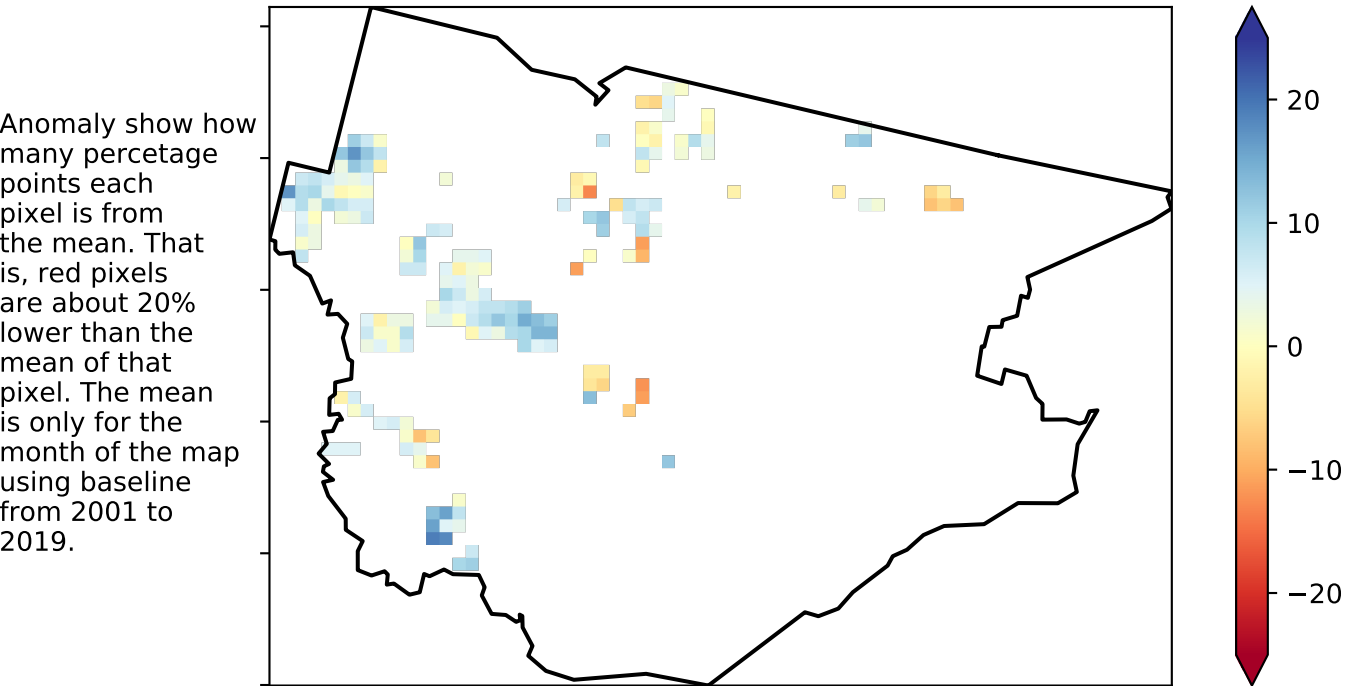 Anomaly show how
many percetage
points each
pixel is from
the mean. That
is, red pixels
are about 20%
lower than the
mean of that
pixel. The mean
is only for the
month of the map
using baseline
from 2001 to
2019.
20
10
0
−10
−20